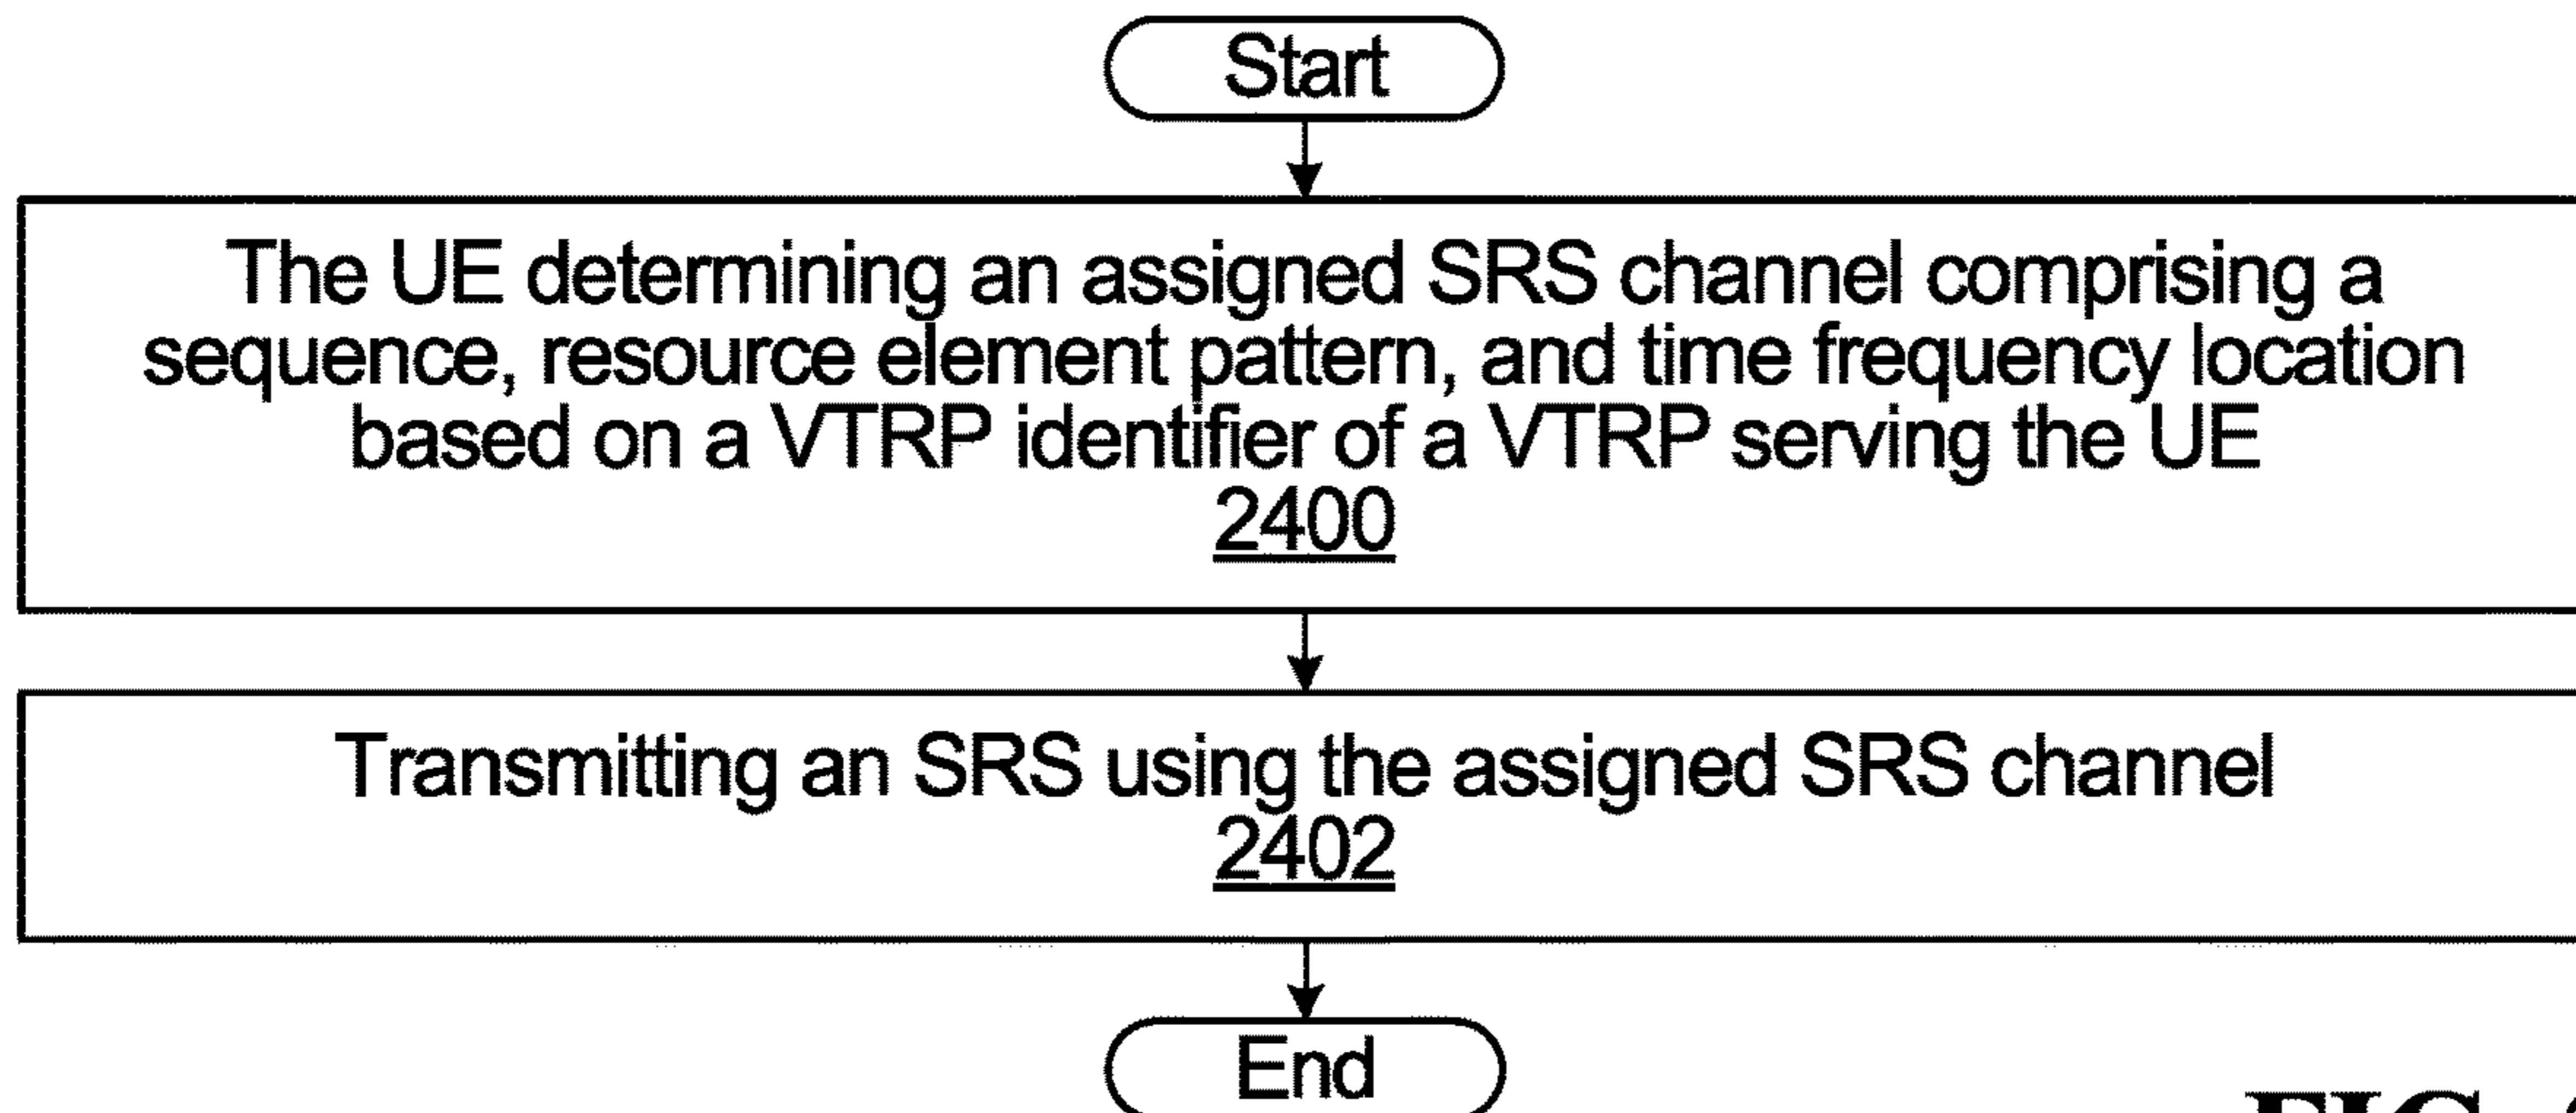 Start
The UE determining an assigned SRS channel comprising a
sequence, resource element pattern, and time frequency location
based on a VTRP identifier of a VTRP serving the UE
2400
Transmitting an SRS using the assigned SRS channel
2402
End
FIG.